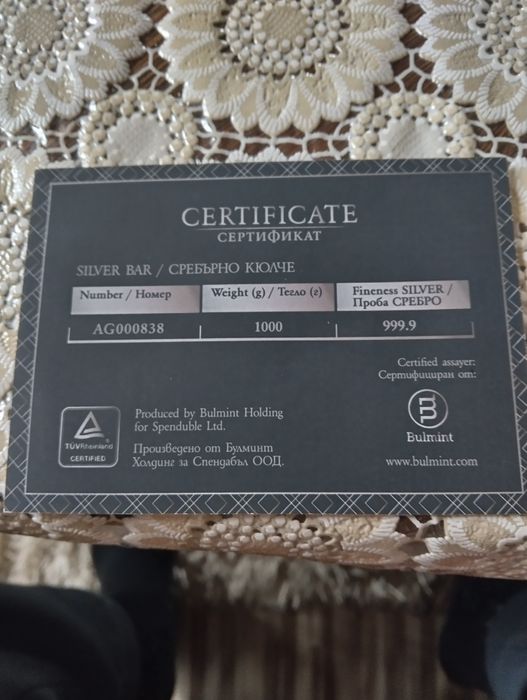 CERTIFICATE
СЕРТИФИКАТ
SILVER BAR / СРЕБЪРНО КЮЛЧЕ
Number / Номер
Weight (g) / Тегло (г)
Fineness SILVER /
Проба СРЕБРО
AG000838
1000
999.9
Certified assayer:
Сертифициран от:
Bulmint
www.bulmint.com
TÜVRheinland
CERTIFIED
Produced by Bulmint Holding
for Spenduble Ltd.
Произведено от Булминт
Холдинг за Спендабъл ООД.